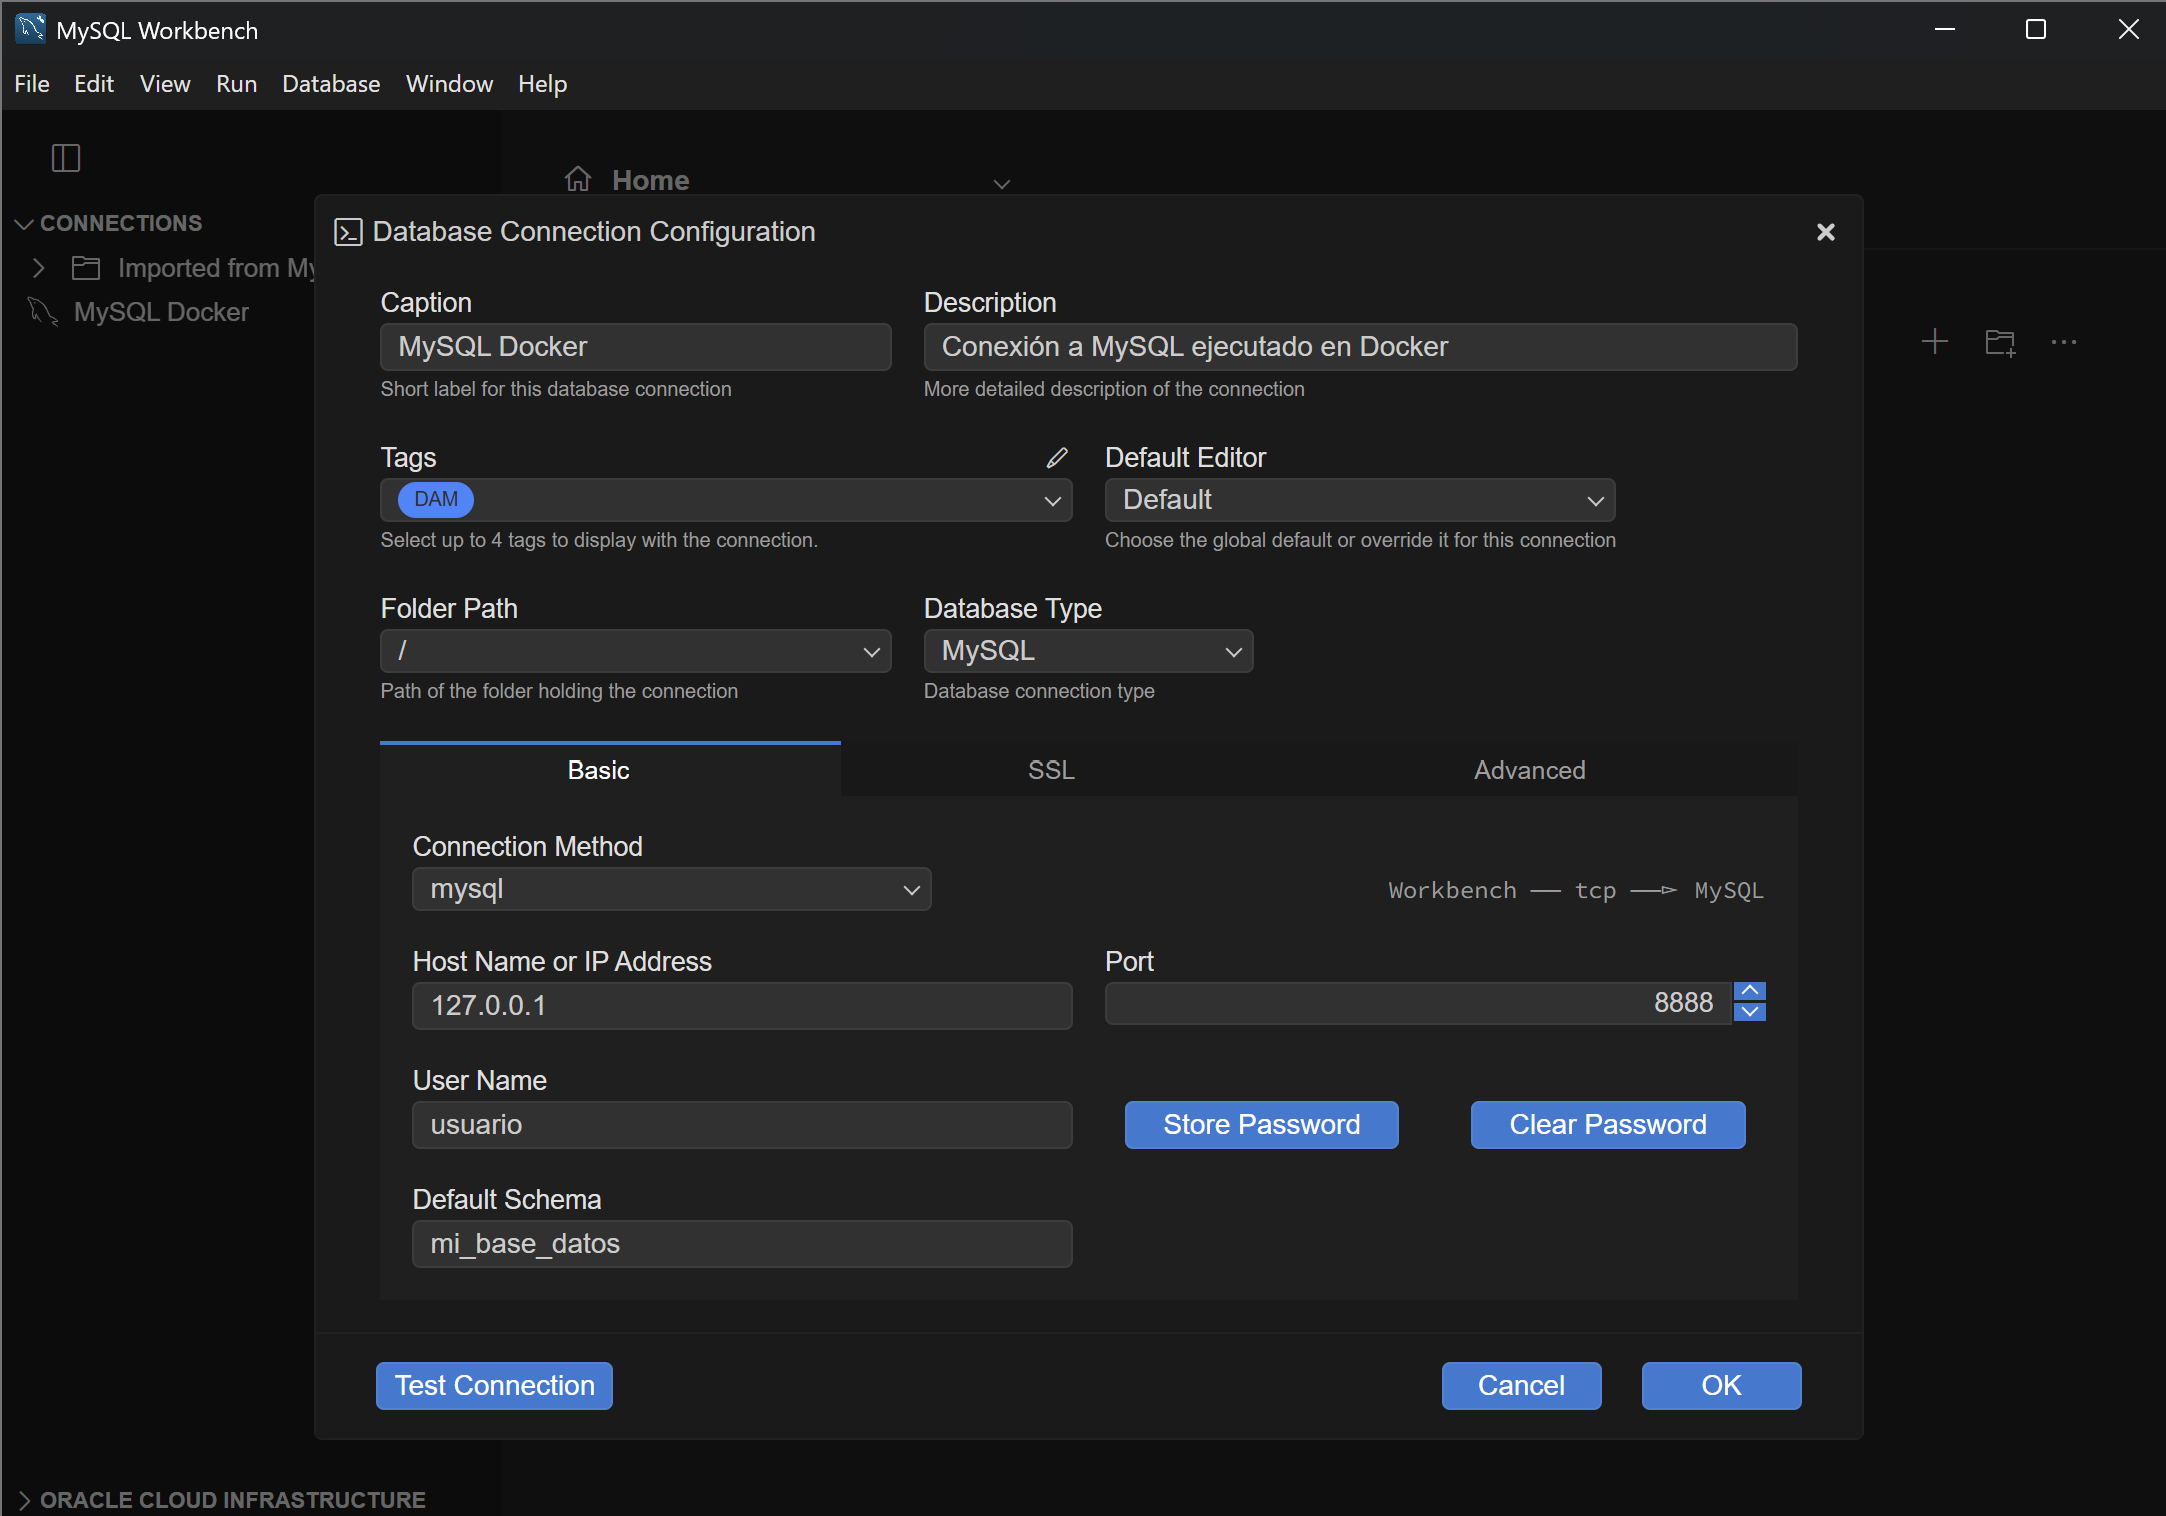 MySQL Workbench
File Edit View Run Database Window Help
Home
CONNECTIONS
Imported from My
MySQL Docker
Database Connection Configuration
Caption
MySQL Docker
Short label for this database connection
Description
Conexión a MySQL ejecutado en Docker
More detailed description of the connection
Tags
DAM
Select up to 4 tags to display with the connection.
Default Editor
Default
Choose the global default or override it for this connection
Folder Path
/
Path of the folder holding the connection
Database Type
MySQL
Database connection type
Basic SSL Advanced
Connection Method
mysql
Workbench — tcp —► MySQL
Host Name or IP Address
127.0.0.1
Port
8888
User Name
usuario
Store Password Clear Password
Default Schema
mi_base_datos
Test Connection Cancel OK
ORACLE CLOUD INFRASTRUCTURE